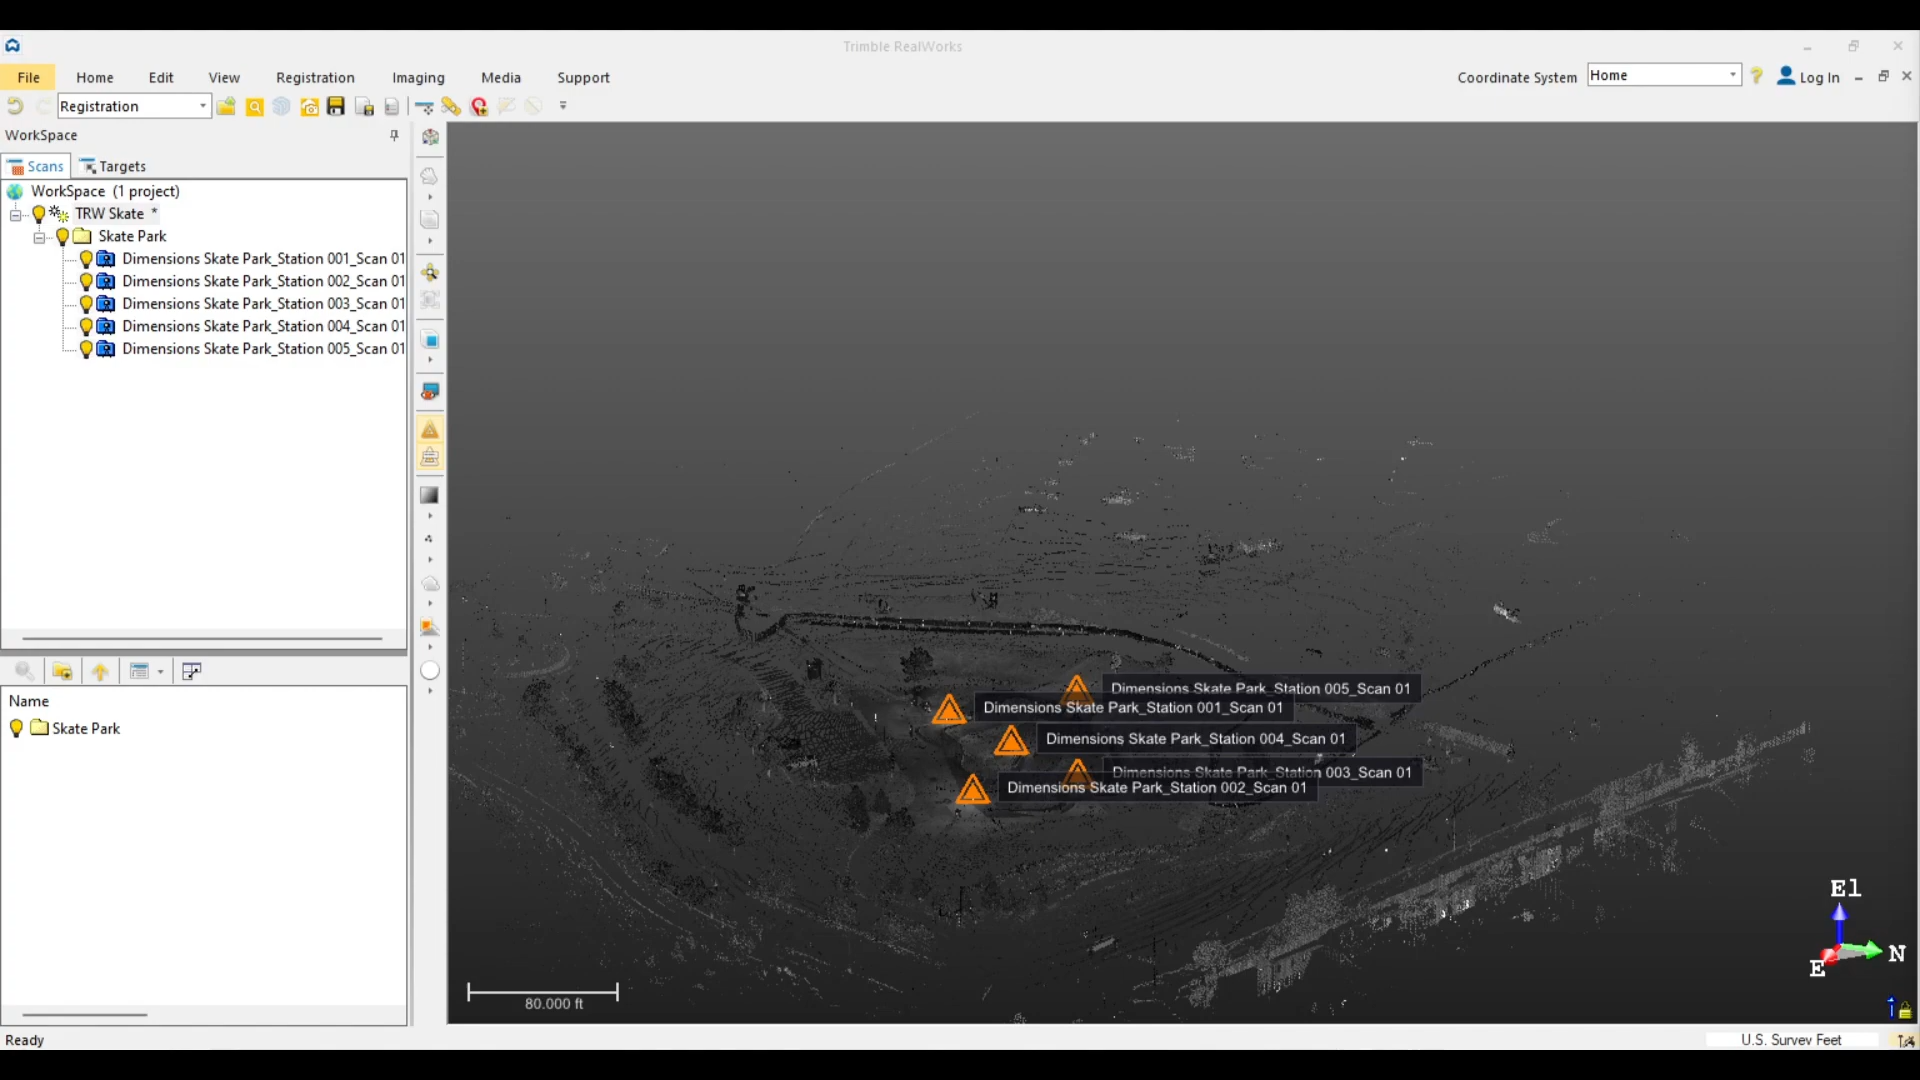 Trimble RealWorks
File Home Edit View Registration Imaging Media Support Coordinate System Home Log In
Registration
WorkSpace
Scans Targets
WorkSpace (1 project)
TRW Skate *
Skate Park
Dimensions Skate Park_Station 001_Scan 01
Dimensions Skate Park_Station 002_Scan 01
Dimensions Skate Park_Station 003_Scan 01
Dimensions Skate Park_Station 004_Scan 01
Dimensions Skate Park_Station 005_Scan 01
Name
Skate Park
Dimensions Skate Park_Station 005_Scan 01
Dimensions Skate Park_Station 001_Scan 01
Dimensions Skate Park_Station 004_Scan 01
Dimensions Skate Park_Station 003_Scan 01
Dimensions Skate Park_Station 002_Scan 01
El
N
E
80.000 ft
Ready
U.S. Survey Feet